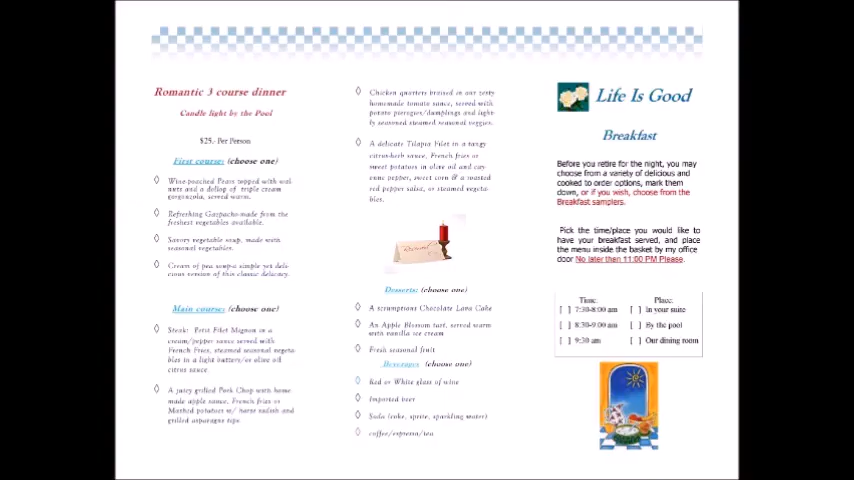 Romantic 3 course dinner
Candle light by the Pool
$25.- Per Person
First course: (choose one)
Wine-poached Pears topped with wal-
nuts and a dollop of triple cream
gorgonzola, served warm.
Refreshing Gazpacho made from the
freshest vegetables available.
Savory vegetable soup, made with
seasonal vegetables.
Cream of pea soup-a simple yet deli-
cious version of this classic delicacy.
Main course: (choose one)
Steak: Petit Filet Mignon in a
cream/pepper sauce served with
French Fries, steamed seasonal vegeta-
bles in a light butter/or olive oil
citrus sauce.
A juicy grilled Pork Chop with home
made apple sauce, French fries or
Mashed potatoes w/ horse radish and
grilled asparagus tips.
Chicken quarters braised in our zesty
homemade tomato sauce, served with
potato pierogies/dumplings and light-
ly seasoned steamed seasonal veggies.
A delicate Tilapia Filet in a tangy
sauce, French fries or
sweet potatoes in olive oil and cay-
enne pepper, sweet corn & a roasted
red pepper salsa, or steamed vegeta-
bles.
Desserts: (choose one)
A scrumptious Chocolate Lava Cake
An Apple Blossom tart, served warm
with vanilla ice cream
Fresh seasonal fruit
Beverages (choose one)
Red or White glass of wine
Imported beer
Soda (coke, sprite, sparkling water)
coffee/espresso/tea
Life Is Good
Breakfast
Before you retire for the night, you may
choose from a variety of delicious and
cooked to order options, mark them
down, or if you wish, choose from the
Breakfast samplers.
Pick the time/place you would like to
have your breakfast served, and place
the menu inside the basket by my office
door No later than 11:00 PM Please.
Time: Place:
[ ] 7:30-8:00 am [ ] In your suite
[ ] 8:30-9:00 am [ ] By the pool
[ ] 9:30 am [ ] Our dining room